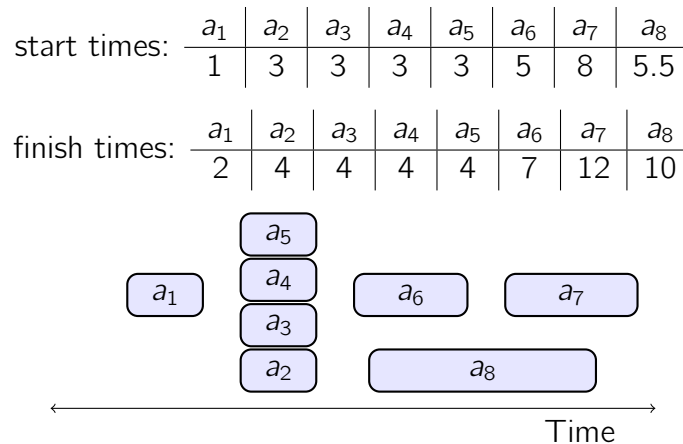 a₁ a₂ a₃ a₄ a₅ a₆ a₇ a₈
start times:
1 3 3 3 3 5 8 5.5
a₁ a₂ a₃ a₄ a₅ a₆ a₇ a₈
finish times:
2 4 4 4 4 7 12 10
a₅
a₄
a₁ a₆ a₇
a₃
a₂ a₈
Time